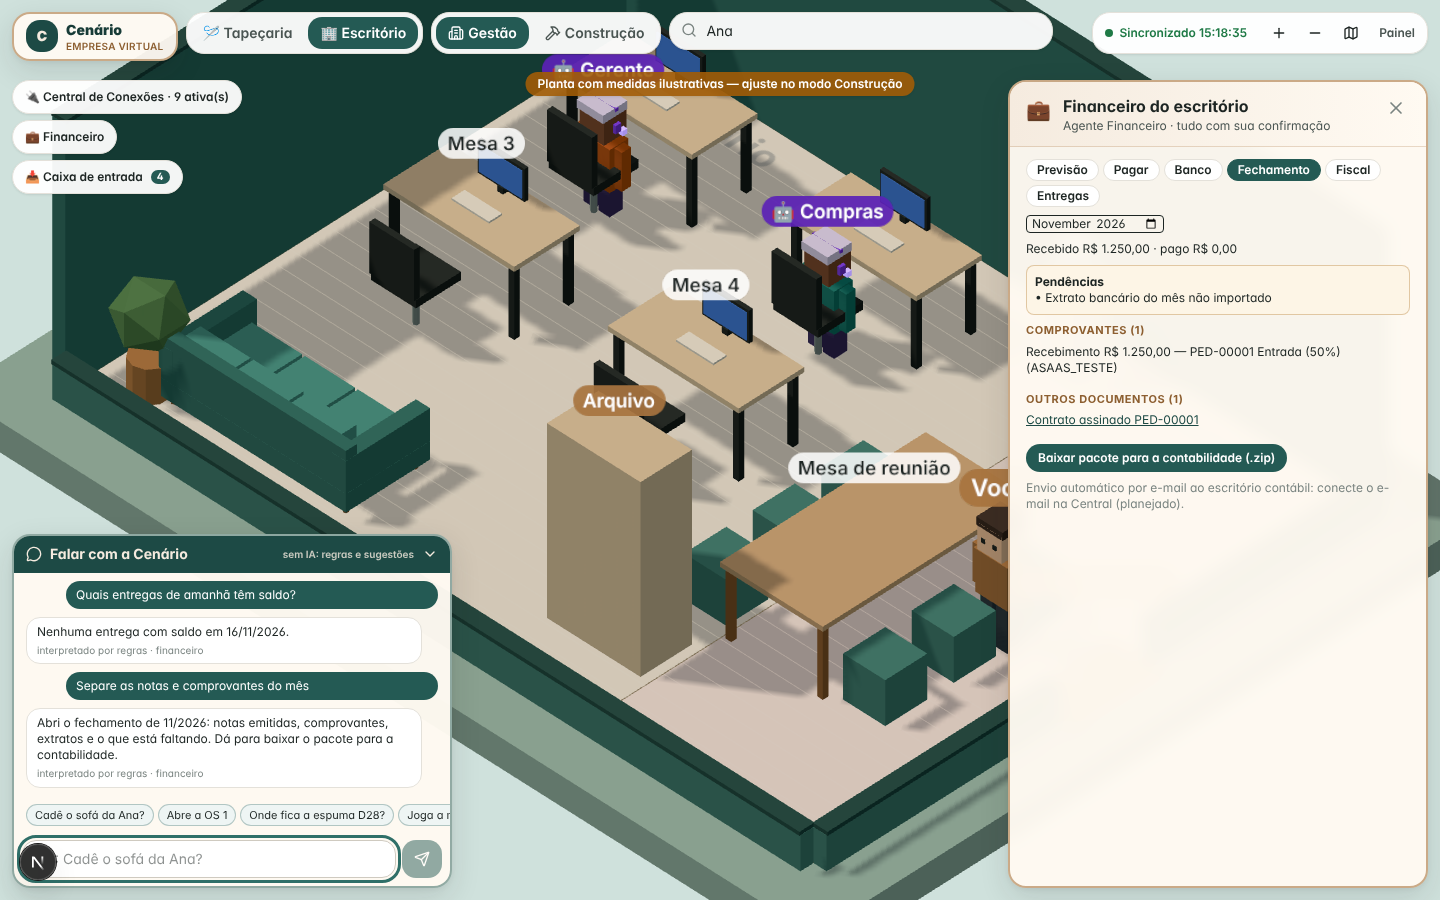 C
Cenário
EMPRESA VIRTUAL
Tapeçaria
Escritório
Gestão
Construção
Ana
Sincronizado 15:18:35
Painel
Central de Conexões · 9 ativa(s)
Financeiro
Caixa de entrada 4
Gerente
Planta com medidas ilustrativas — ajuste no modo Construção
Mesa 3
Compras
Mesa 4
Arquivo
Mesa de reunião
Voc
Financeiro do escritório
Agente Financeiro · tudo com sua confirmação
Previsão
Pagar
Banco
Fechamento
Fiscal
Entregas
November 2026
Recebido R$ 1.250,00 · pago R$ 0,00
Pendências
• Extrato bancário do mês não importado
COMPROVANTES (1)
Recebimento R$ 1.250,00 — PED-00001 Entrada (50%)
(ASAAS_TESTE)
OUTROS DOCUMENTOS (1)
Contrato assinado PED-00001
Baixar pacote para a contabilidade (.zip)
Envio automático por e-mail ao escritório contábil: conecte o e-
mail na Central (planejado).
Falar com a Cenário
sem IA: regras e sugestões
Quais entregas de amanhã têm saldo?
Nenhuma entrega com saldo em 16/11/2026.
interpretado por regras · financeiro
Separe as notas e comprovantes do mês
Abri o fechamento de 11/2026: notas emitidas, comprovantes,
extratos e o que está faltando. Dá para baixar o pacote para a
contabilidade.
interpretado por regras · financeiro
Cadê o sofá da Ana?
Abre a OS 1
Onde fica a espuma D28?
Joga a
N
Cadê o sofá da Ana?